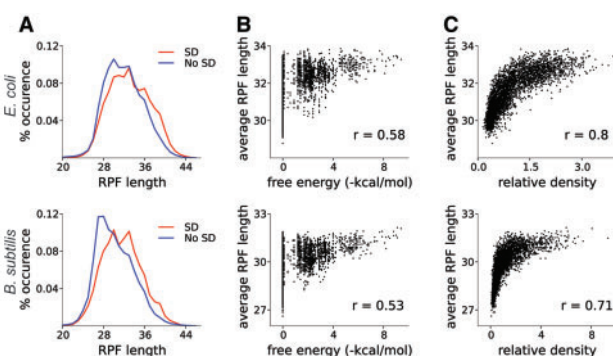 A
B
C
E. coli
% occurence
0.12
0.08
0.04
SD
No SD
20 28 36 44
RPF length
average RPF length
34
32
30
r = 0.58
0 4 8
free energy (-kcal/mol)
average RPF length
34
32
30
r = 0.8
0.0 1.5 3.0
relative density
B. subtilis
% occurence
0.12
0.08
0.04
SD
No SD
20 28 36 44
RPF length
average RPF length
33
31
29
27
r = 0.53
0 4 8
free energy (-kcal/mol)
average RPF length
33
30
27
r = 0.71
0 4 8
relative density